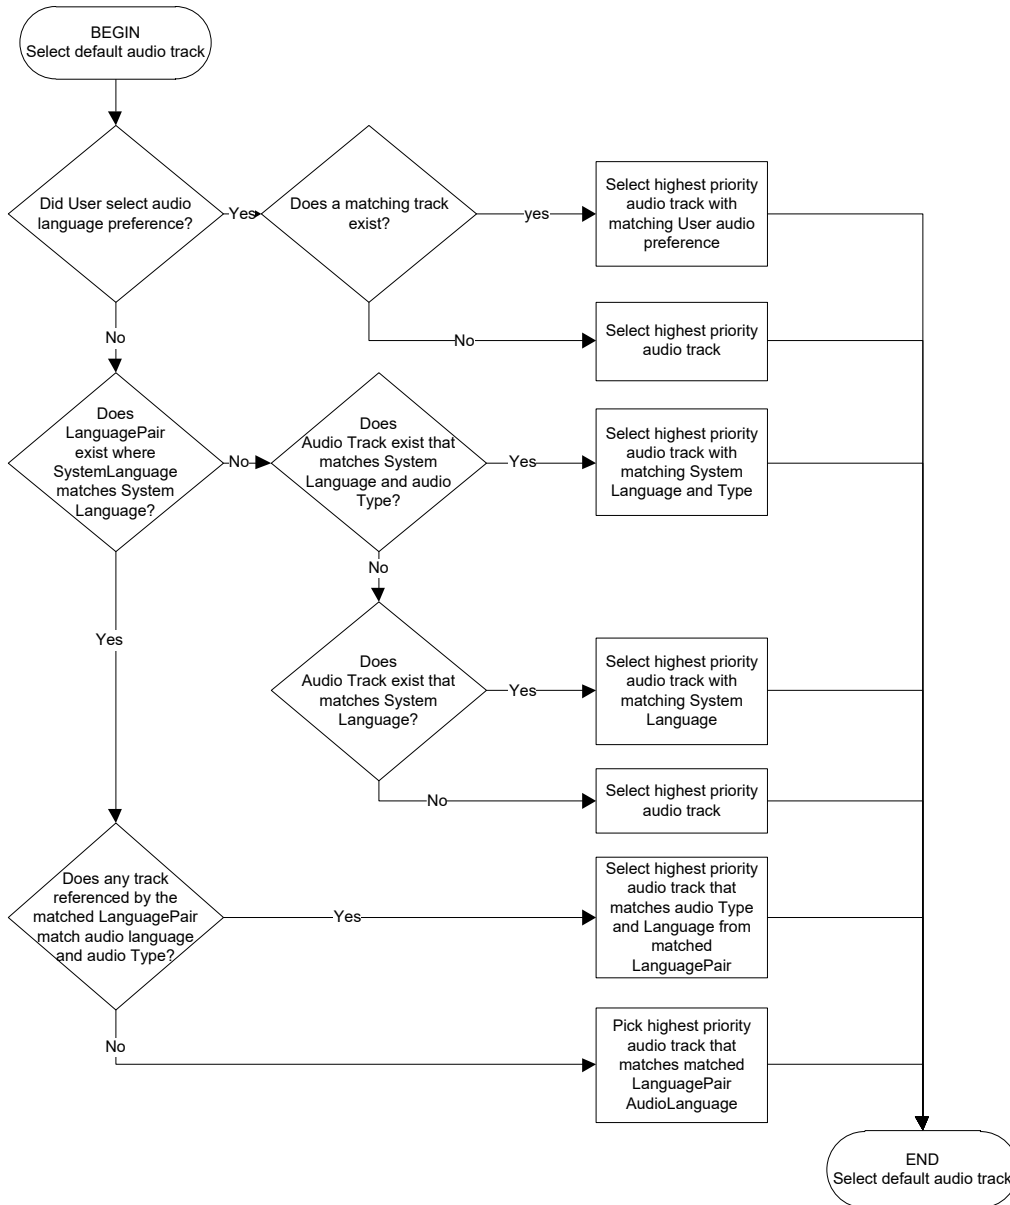 BEGIN
Select default audio track
Did User select audio
language preference?
Yes
Does a matching track
exist?
yes
Select highest priority
audio track with
matching User audio
preference
No
No
Select highest priority
audio track
Does
LanguagePair
exist where
SystemLanguage
matches System
Language?
No
Does
Audio Track exist that
matches System
Language and audio
Type?
Yes
Select highest priority
audio track with
matching System
Language and Type
No
Yes
Does
Audio Track exist that
matches System
Language?
Yes
Select highest priority
audio track with
matching System
Language
No
Select highest priority
audio track
Does any track
referenced by the
matched LanguagePair
match audio language
and audio Type?
Yes
Select highest priority
audio track that
matches audio Type
and Language from
matched
LanguagePair
No
Pick highest priority
audio track that
matches matched
LanguagePair
AudioLanguage
END
Select default audio track